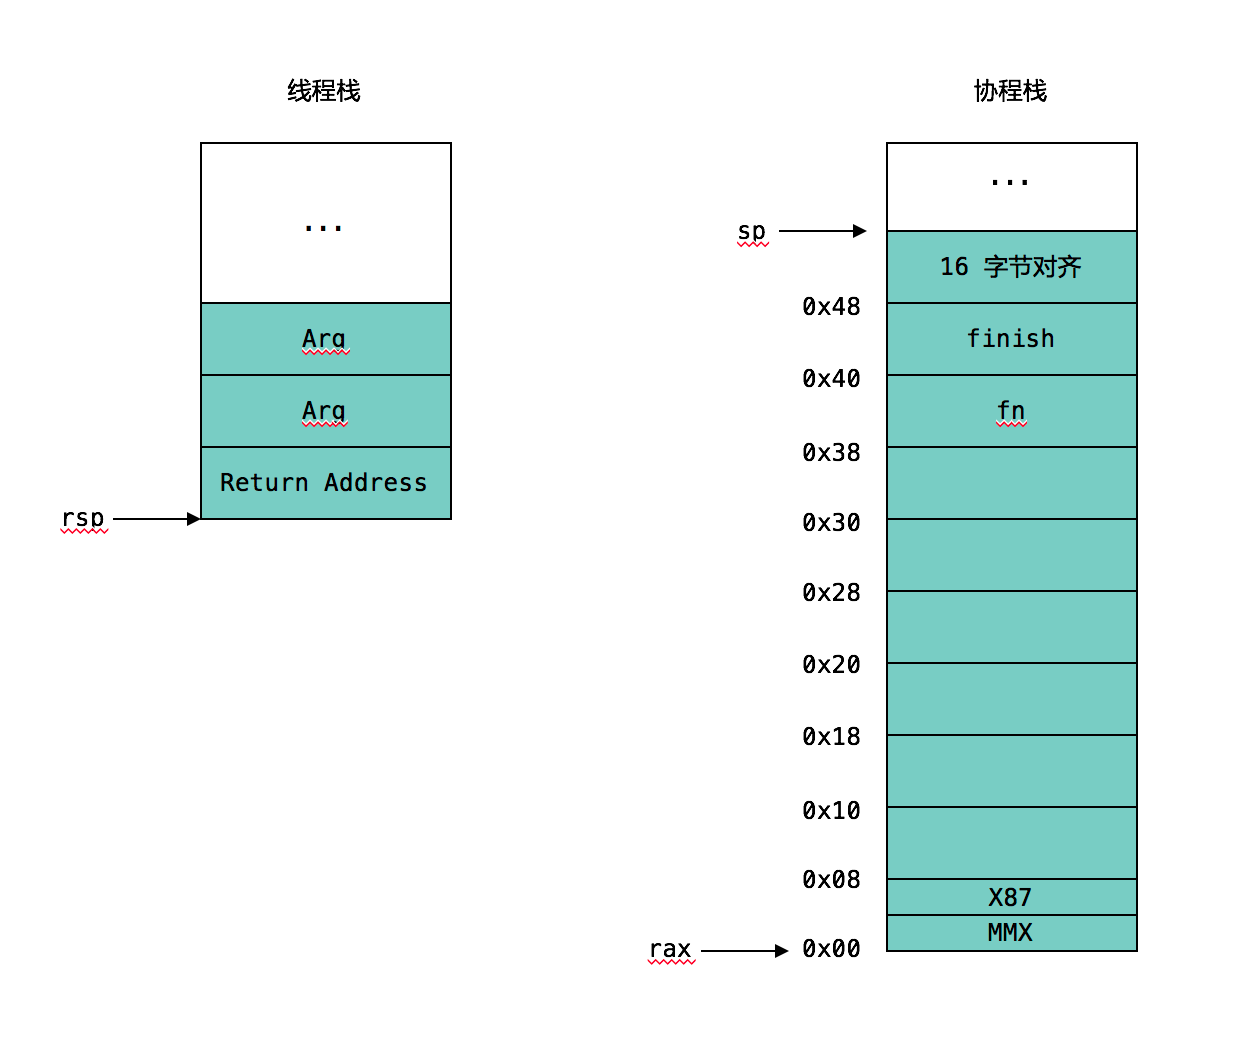 线程栈
...
Arg
Arg
Return Address
rsp
协程栈
...
sp
16 字节对齐
0x48
finish
0x40
fn
0x38
0x30
0x28
0x20
0x18
0x10
0x08
X87
MMX
rax
0x00